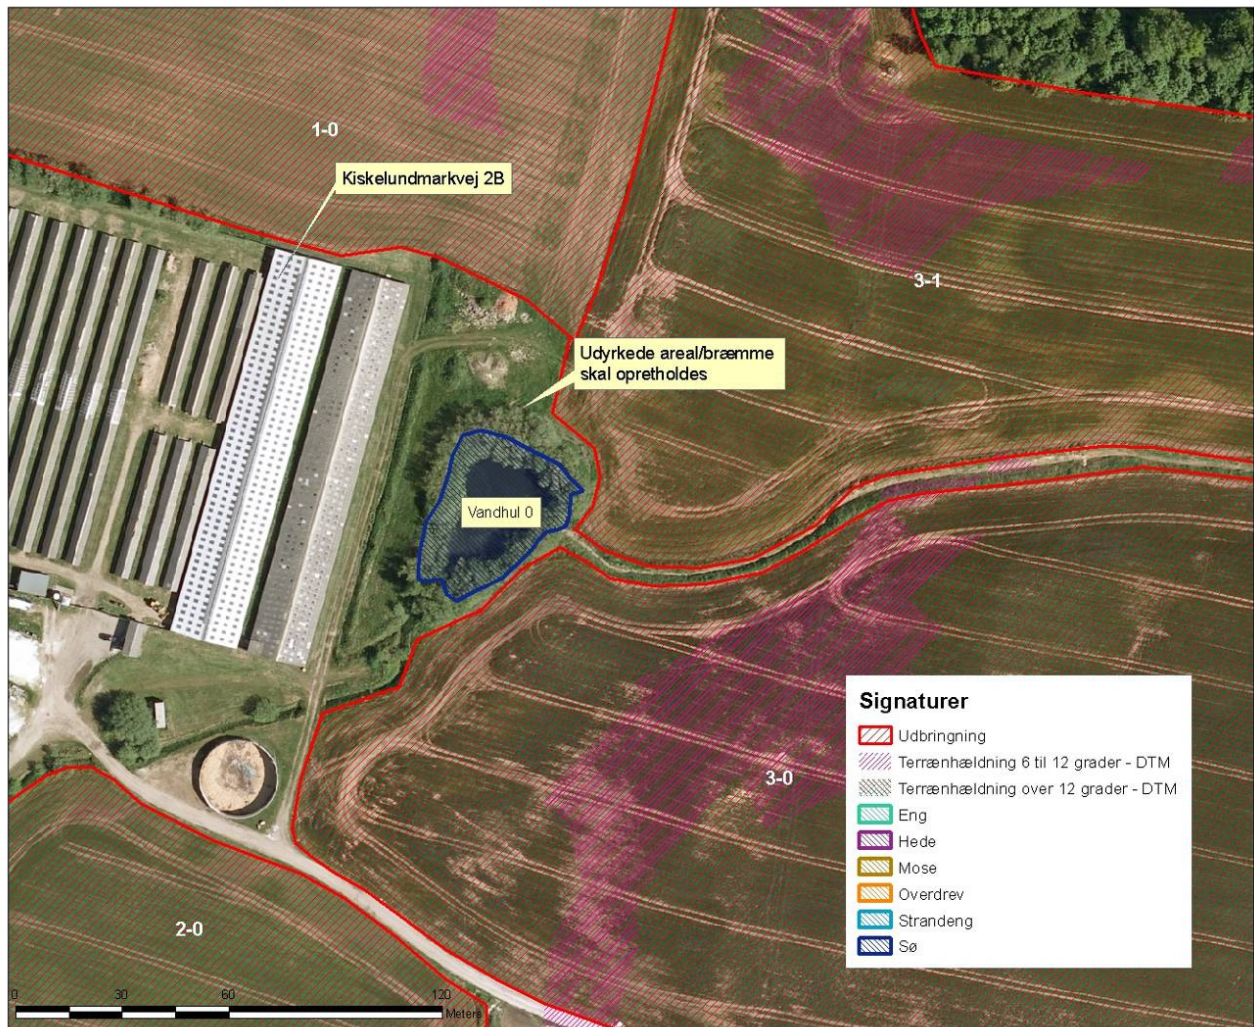 1-0
Kiskelundmarkvej 2B
3-1
Udyrkede areal/bræmme
skal opretholdes
Vandhul 0
3-0
2-0
Signaturer
Udbringning
Terrænhældning 6 til 12 grader - DTM
Terrænhældning over 12 grader - DTM
Eng
Hede
Mose
Overdrev
Strandeng
Sø
0 30 60 120
Meters